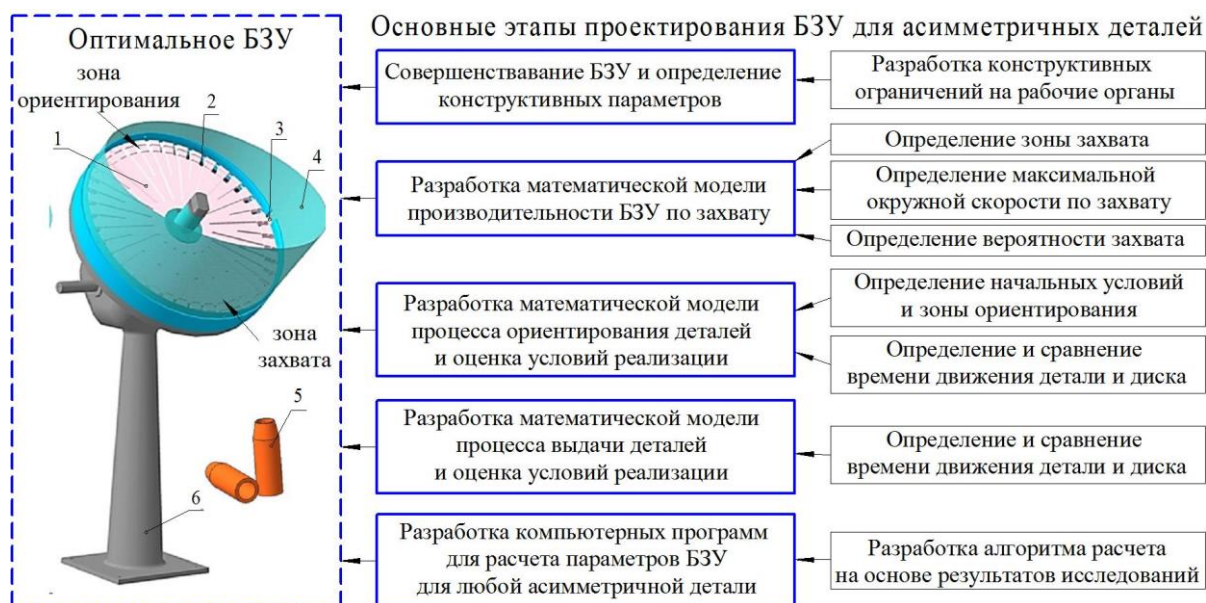 Оптимальное БЗУ
зона
ориентирования
1
2
3
4
зона
захвата
5
6
Основные этапы проектирования БЗУ для асимметричных деталей
Совершенствавание БЗУ и определение
конструктивных параметров
Разработка конструктивных
ограничений на рабочие органы
Разработка математической модели
производительности БЗУ по захвату
Определение зоны захвата
Определение максимальной
окружной скорости по захвату
Определение вероятности захвата
Разработка математической модели
процесса ориентирования деталей
и оценка условий реализации
Определение начальных условий
и зоны ориентирования
Определение и сравнение
времени движения детали и диска
Разработка математической модели
процесса выдачи деталей
и оценка условий реализации
Определение и сравнение
времени движения детали и диска
Разработка компьютерных программ
для расчета параметров БЗУ
для любой асимметричной детали
Разработка алгоритма расчета
на основе результатов исследований